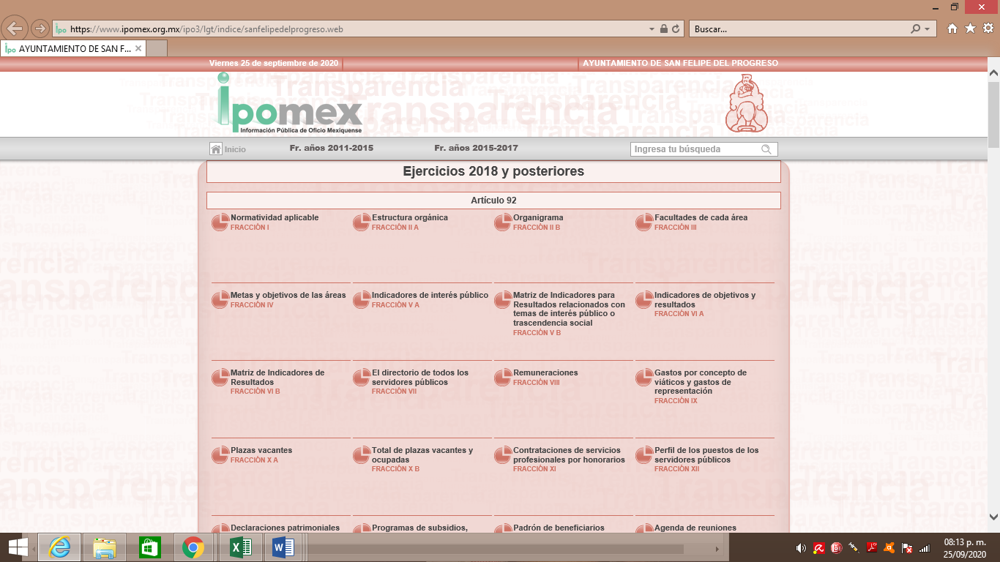 https://www.ipomex.org.mx/ipo3/lgt/indice/sanfelipedelprogreso.web
Buscar...
ipo AYUNTAMIENTO DE SAN F...
Viernes 25 de septiembre de 2020
AYUNTAMIENTO DE SAN FELIPE DEL PROGRESO
Transparencia
ipomex
Información Pública de Oficio Mexiquense
Inicio
Fr. años 2011-2015
Fr. años 2015-2017
Ingresa tu búsqueda
Ejercicios 2018 y posteriores
Artículo 92
Normatividad aplicable
FRACCIÓN I
Estructura orgánica
FRACCIÓN II A
Organigrama
FRACCIÓN II B
Facultades de cada área
FRACCIÓN III
Metas y objetivos de las áreas
FRACCIÓN IV
Indicadores de interés público
FRACCIÓN V A
Matriz de Indicadores para
Resultados relacionados con
temas de interés público o
trascendencia social
FRACCIÓN V B
Indicadores de objetivos y
resultados
FRACCIÓN VI A
Matriz de Indicadores de
Resultados
FRACCIÓN VI B
El directorio de todos los
servidores públicos
FRACCIÓN VII
Remuneraciones
FRACCIÓN VIII
Gastos por concepto de
viáticos y gastos de
representación
FRACCIÓN IX
Plazas vacantes
FRACCIÓN X A
Total de plazas vacantes y
ocupadas
FRACCIÓN X B
Contrataciones de servicios
profesionales por honorarios
FRACCIÓN XI
Perfil de los puestos de los
servidores públicos
FRACCIÓN XII
Declaraciones patrimoniales
Programas de subsidios,
Padrón de beneficiarios
Agenda de reuniones
08:13 p. m.
25/09/2020